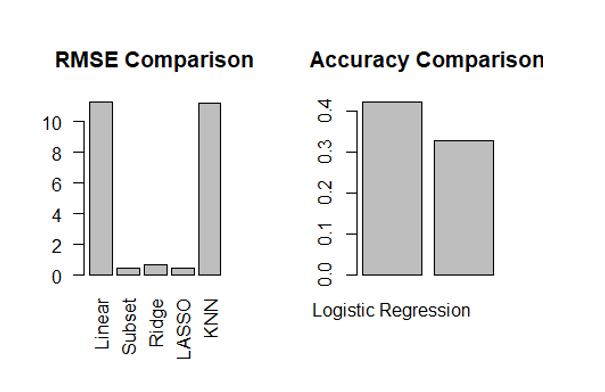 RMSE Comparison
10
8
6
4
2
0
Linear
Subset
Ridge
LASSO
KNN
Accuracy Comparison
0.4
0.3
0.2
0.1
0.0
Logistic Regression